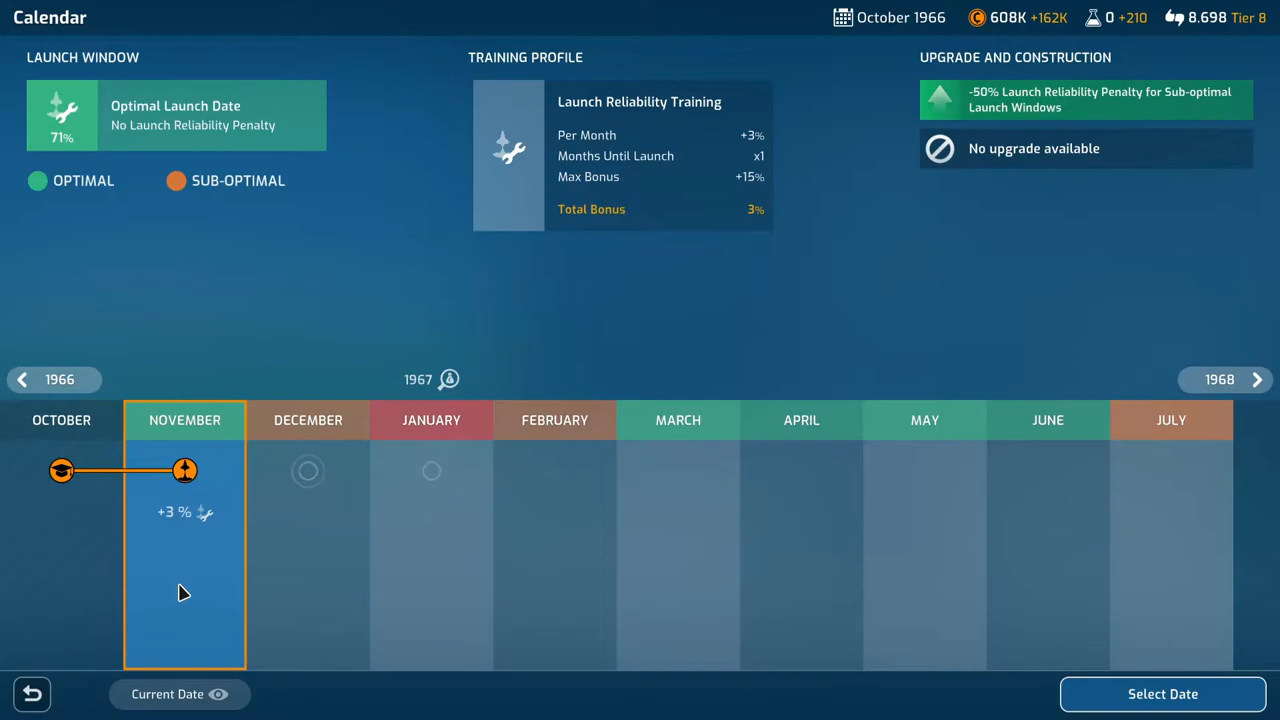 Calendar
October 1966
608K +162K
0 +210
8.698 Tier 8
LAUNCH WINDOW
71%
Optimal Launch Date
No Launch Reliability Penalty
OPTIMAL
SUB-OPTIMAL
TRAINING PROFILE
Launch Reliability Training
Per Month +3%
Months Until Launch x1
Max Bonus +15%
Total Bonus 3%
UPGRADE AND CONSTRUCTION
-50% Launch Reliability Penalty for Sub-optimal
Launch Windows
No upgrade available
1966
1967
1968
OCTOBER
NOVEMBER
DECEMBER
JANUARY
FEBRUARY
MARCH
APRIL
MAY
JUNE
JULY
+3 %
Current Date
Select Date